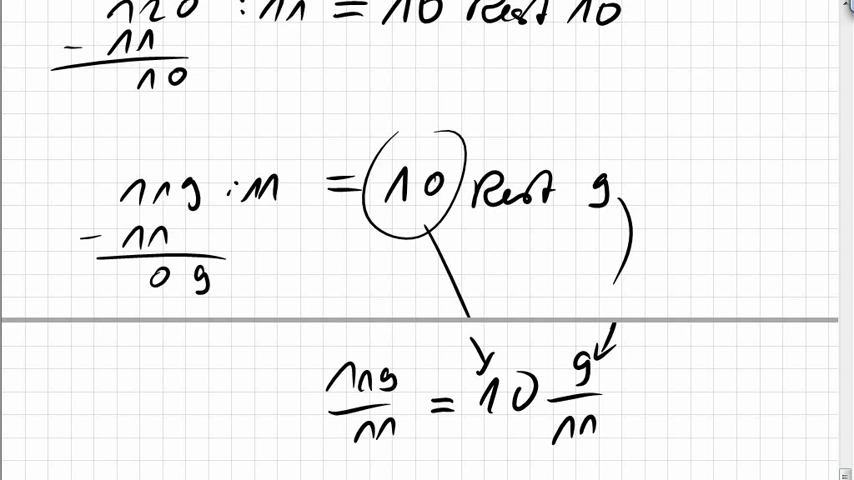 120 : 11 = 10 Rest 10
- 11
10
119 : 11 = 10 Rest 9
- 11
09
119/11 = 10 9/11